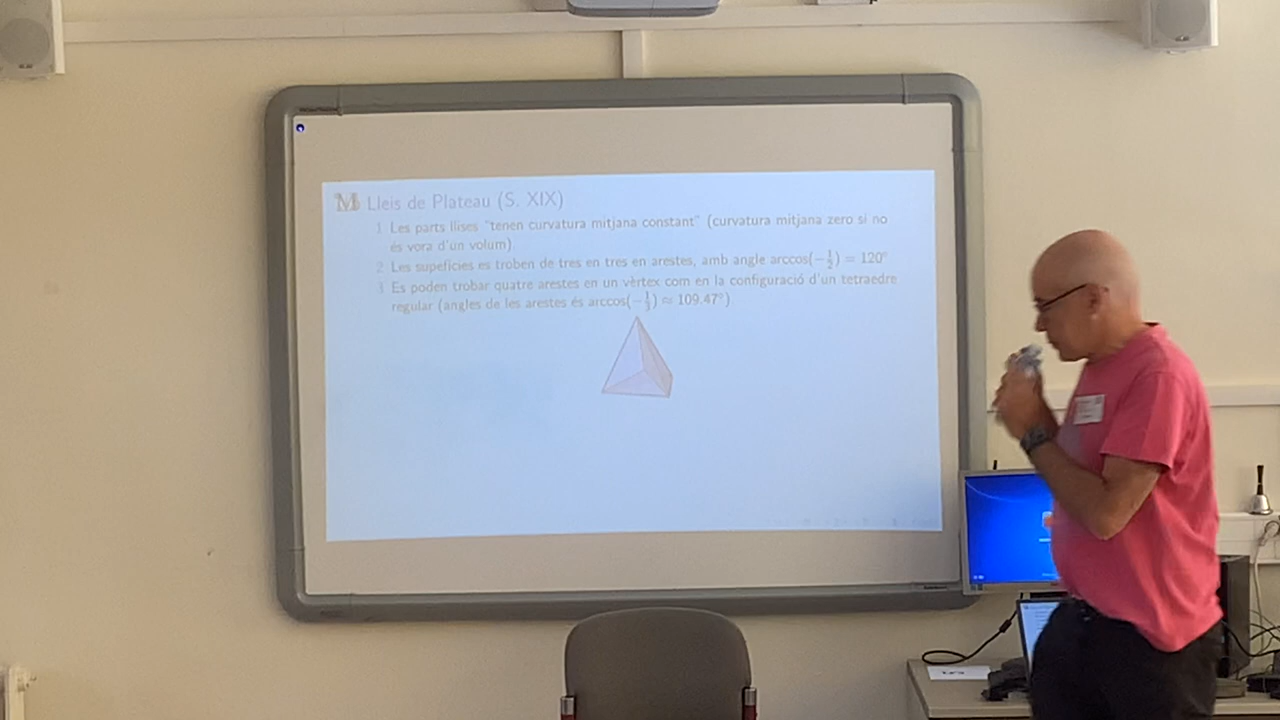 Lleis de Plateau (S. XIX)
1 Les parts llises “tenen curvatura mitjana constant” (curvatura mitjana zero si no
és vora d'un volum)
2 Les supefícies es troben de tres en tres en arestes, amb angle arccos(−1/2) = 120°
3 Es poden trobar quatre arestes en un vèrtex com en la configuració d'un tetraedre
regular (angles de les arestes és arccos(−1/3) ≈ 109.47°)